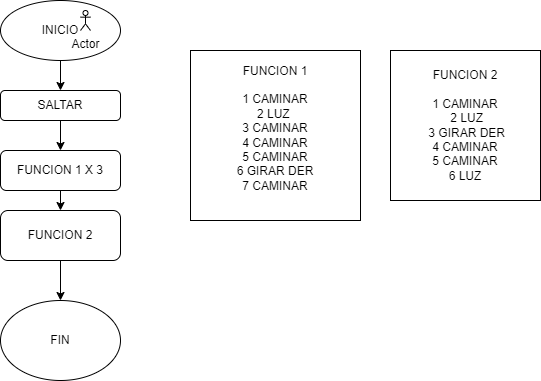 INICIO
Actor
SALTAR
FUNCION 1 X 3
FUNCION 2
FIN
FUNCION 1
1 CAMINAR
2 LUZ
3 CAMINAR
4 CAMINAR
5 CAMINAR
6 GIRAR DER
7 CAMINAR
FUNCION 2
1 CAMINAR
2 LUZ
3 GIRAR DER
4 CAMINAR
5 CAMINAR
6 LUZ